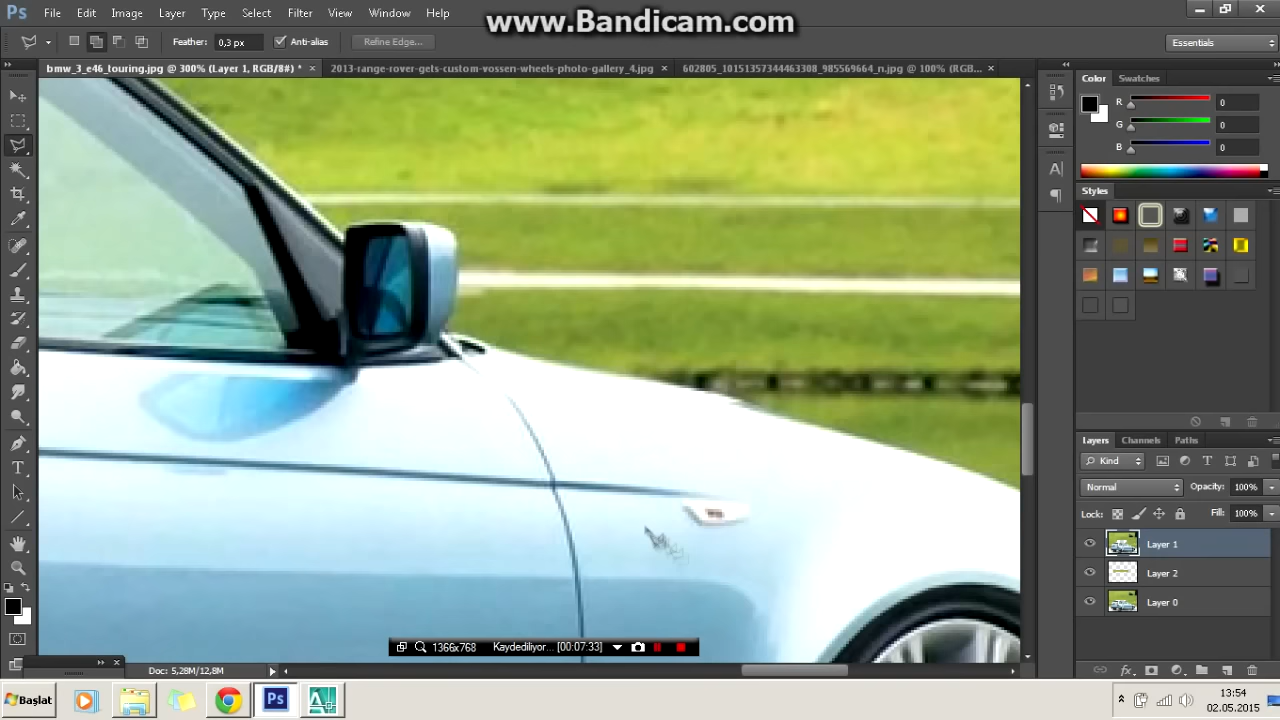 www.Bandicam.com
Ps File Edit Image Layer Type Select Filter View Window Help
Feather: 0,3 px Anti-alias Refine Edge... Essentials
bmw_3_e46_touring.jpg @ 300% (Layer 1, RGB/8#) * × 2013-range-rover-gets-custom-vossen-wheels-photo-gallery_4.jpg × 602805_10151357344463308_985569664_n.jpg @ 100% (RGB... ×
Color Swatches
R 0
G 0
B 0
Styles
Layers Channels Paths
Kind
Normal Opacity: 100%
Lock: Fill: 100%
Layer 1
Layer 2
Layer 0
1366x768 Kaydediliyor... [00:07:33]
Doc: 5,28M/12,8M
Başlat Ps
13:54
02.05.2015